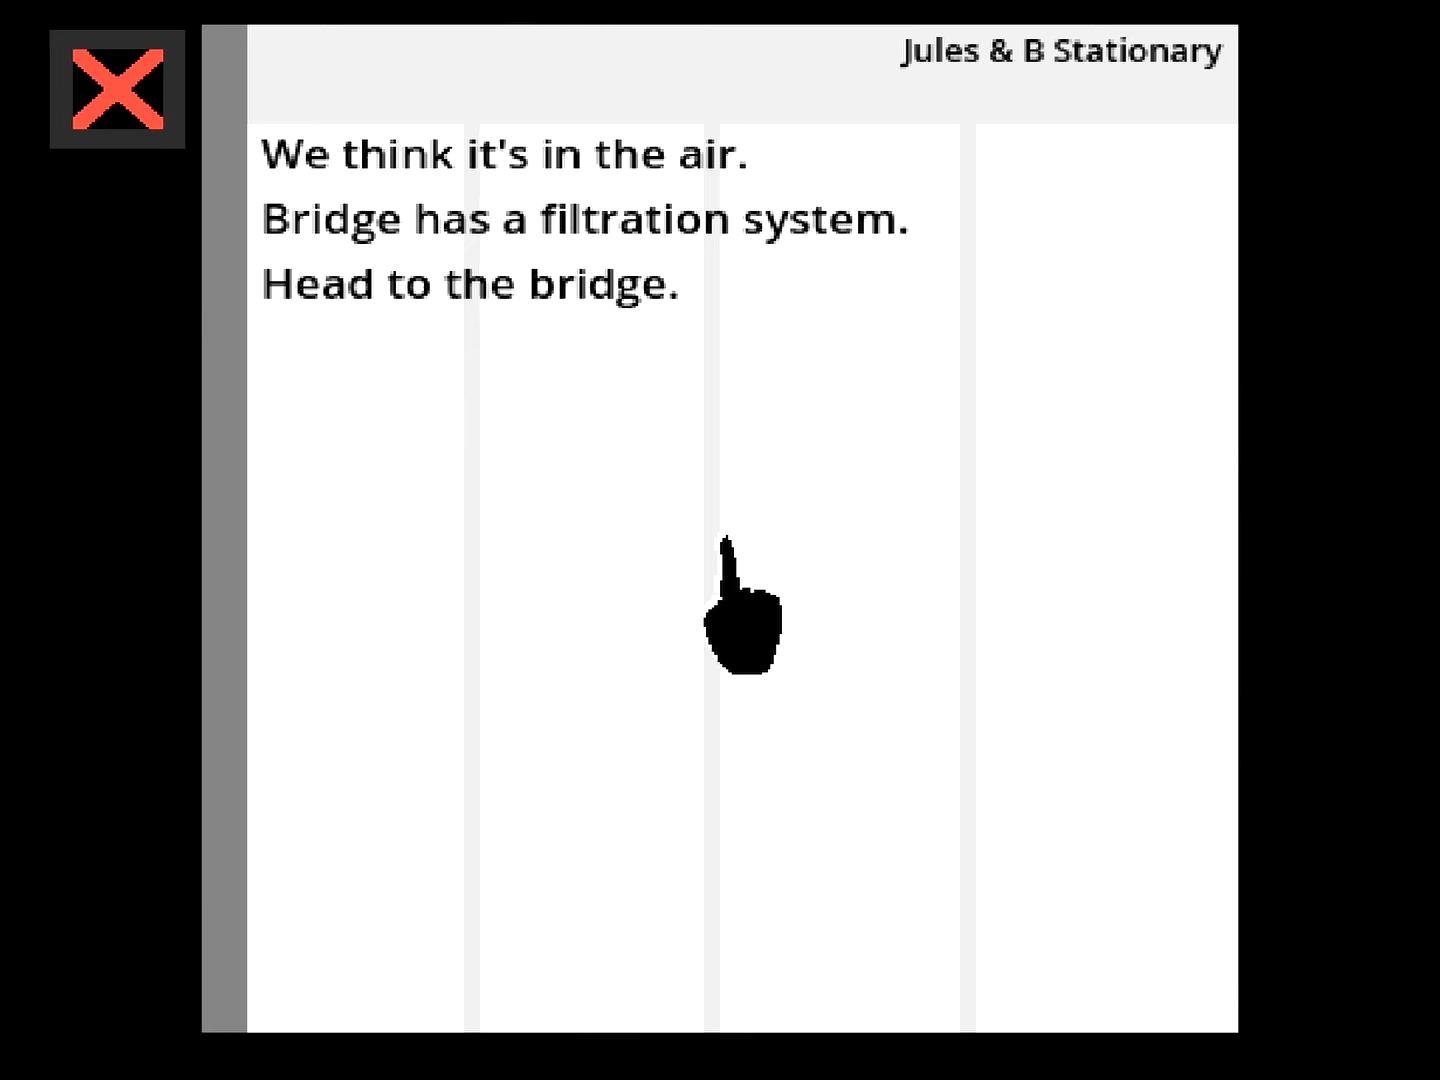 Jules & B Stationary
We think it's in the air.
Bridge has a filtration system.
Head to the bridge.